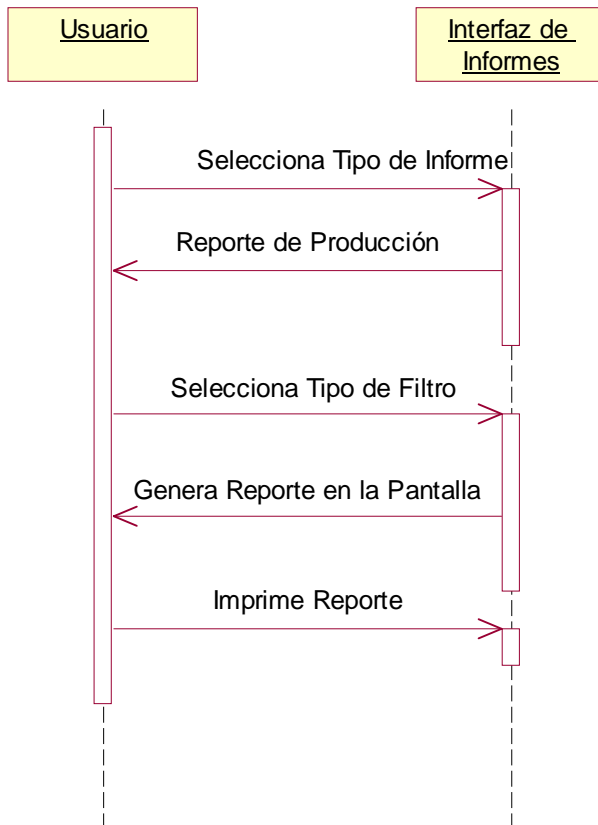 Usuario
Interfaz de
Informes
Selecciona Tipo de Informe
Reporte de Producción
Selecciona Tipo de Filtro
Genera Reporte en la Pantalla
Imprime Reporte